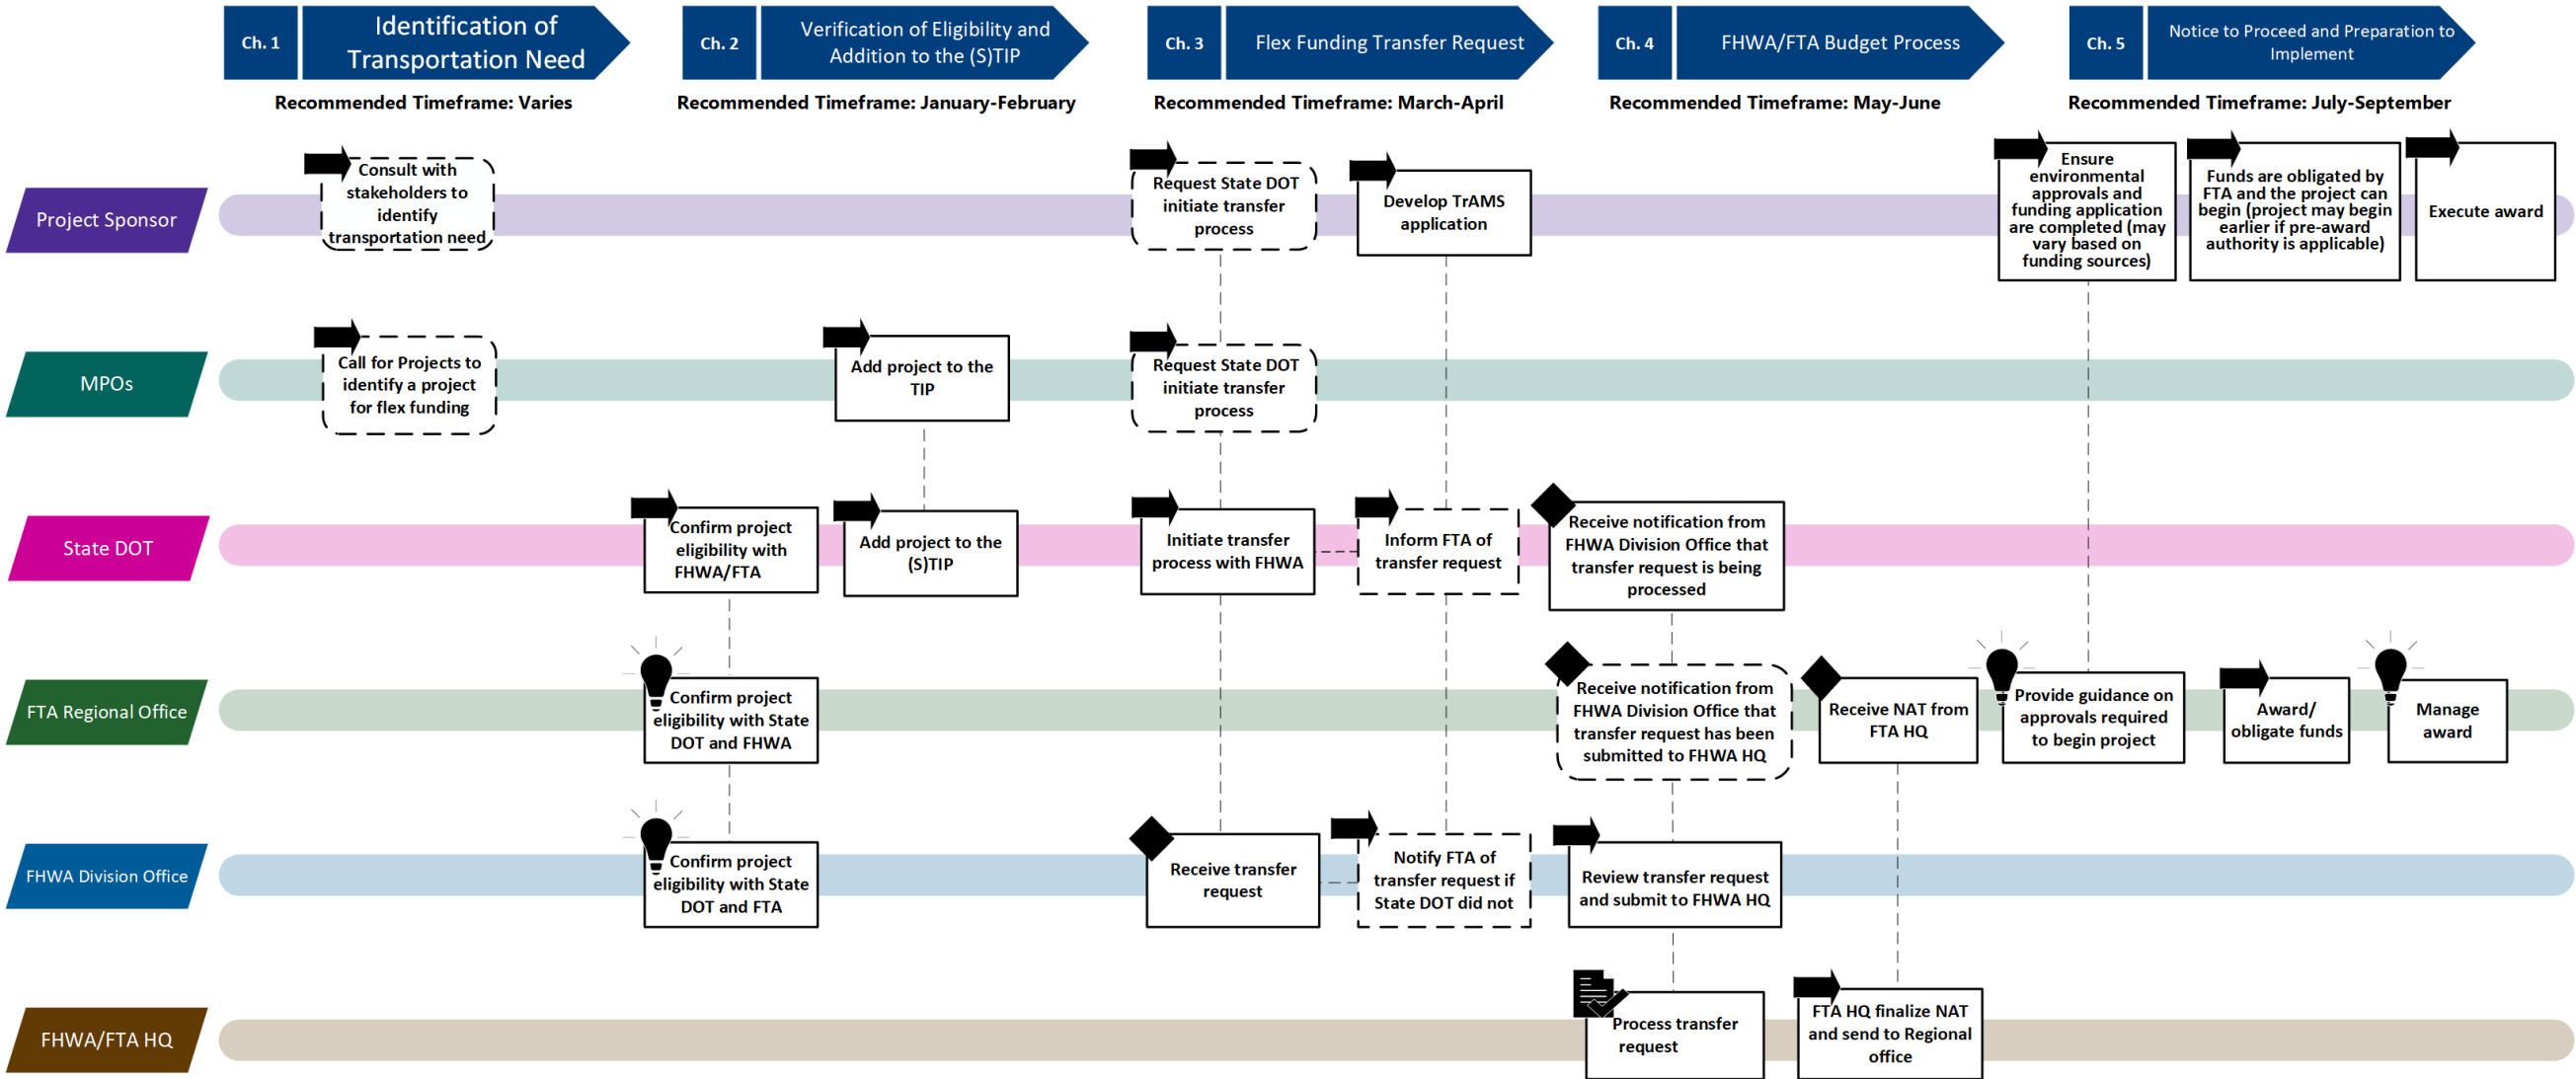 Ch. 1
Identification of
Transportation Need
Ch. 2
Verification of Eligibility and
Addition to the (S)TIP
Ch. 3
Flex Funding Transfer Request
Ch. 4
FHWA/FTA Budget Process
Ch. 5
Notice to Proceed and Preparation to
Implement
Recommended Timeframe: Varies
Recommended Timeframe: January-February
Recommended Timeframe: March-April
Recommended Timeframe: May-June
Recommended Timeframe: July-September
Project Sponsor
Consult with
stakeholders to
identify
transportation need
Request State DOT
initiate transfer
process
Develop TrAMS
application
Ensure
environmental
approvals and
funding application
are completed (may
vary based on
funding sources)
Funds are obligated by
FTA and the project can
begin (project may begin
earlier if pre-award
authority is applicable)
Execute award
MPOs
Call for Projects to
identify a project
for flex funding
Add project to the
TIP
Request State DOT
initiate transfer
process
State DOT
Confirm project
eligibility with
FHWA/FTA
Add project to the
(S)TIP
Initiate transfer
process with FHWA
Inform FTA of
transfer request
Receive notification from
FHWA Division Office that
transfer request is being
processed
FTA Regional Office
Confirm project
eligibility with State
DOT and FHWA
Receive notification from
FHWA Division Office that
transfer request has been
submitted to FHWA HQ
Receive NAT from
FTA HQ
Provide guidance on
approvals required
to begin project
Award/
obligate funds
Manage
award
FHWA Division Office
Confirm project
eligibility with State
DOT and FTA
Receive transfer
request
Notify FTA of
transfer request if
State DOT did not
Review transfer request
and submit to FHWA HQ
FHWA/FTA HQ
Process transfer
request
FTA HQ finalize NAT
and send to Regional
office